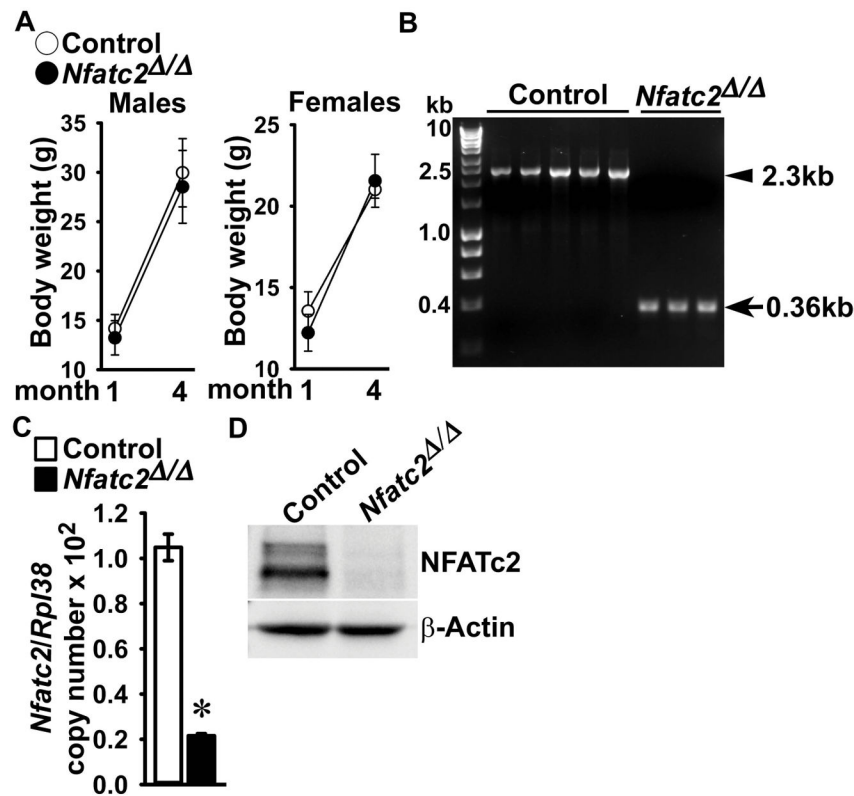 A
Control
Nfatc2Δ/Δ
Males
Females
Body weight (g)
35
30
25
20
15
10
month 1 4
Body weight (g)
25
20
15
10
month 1 4
B
kb
Control
Nfatc2Δ/Δ
10
2.5
1.0
0.4
2.3kb
0.36kb
C
Control
Nfatc2Δ/Δ
Nfatc2/Rpl38
copy number x 10²
1.2
1.0
0.8
0.6
0.4
0.2
0.0
*
D
Control
Nfatc2Δ/Δ
NFATc2
β-Actin